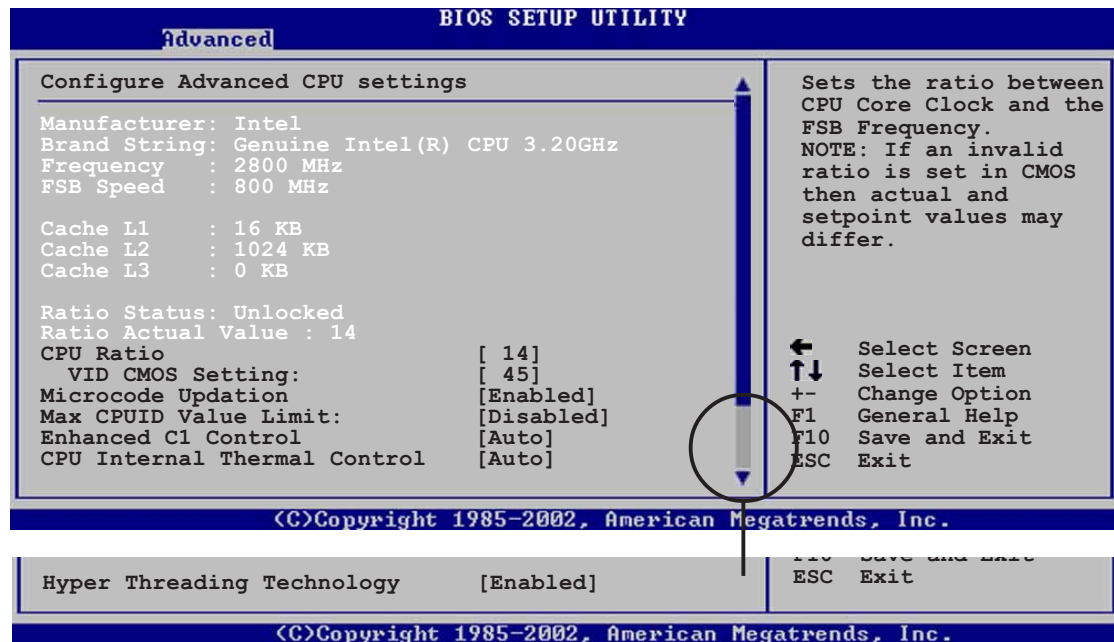 BIOS SETUP UTILITY
Advanced
Configure Advanced CPU settings
Manufacturer: Intel
Brand String: Genuine Intel(R) CPU 3.20GHz
Frequency : 2800 MHz
FSB Speed : 800 MHz
Cache L1 : 16 KB
Cache L2 : 1024 KB
Cache L3 : 0 KB
Ratio Status: Unlocked
Ratio Actual Value : 14
CPU Ratio [ 14]
VID CMOS Setting: [ 45]
Microcode Updation [Enabled]
Max CPUID Value Limit: [Disabled]
Enhanced C1 Control [Auto]
CPU Internal Thermal Control [Auto]
Sets the ratio between
CPU Core Clock and the
FSB Frequency.
NOTE: If an invalid
ratio is set in CMOS
then actual and
setpoint values may
differ.
← Select Screen
↑↓ Select Item
+- Change Option
F1 General Help
F10 Save and Exit
ESC Exit
(C)Copyright 1985-2002, American Megatrends, Inc.
Hyper Threading Technology [Enabled]
F10 Save and Exit
ESC Exit
(C)Copyright 1985-2002, American Megatrends, Inc.